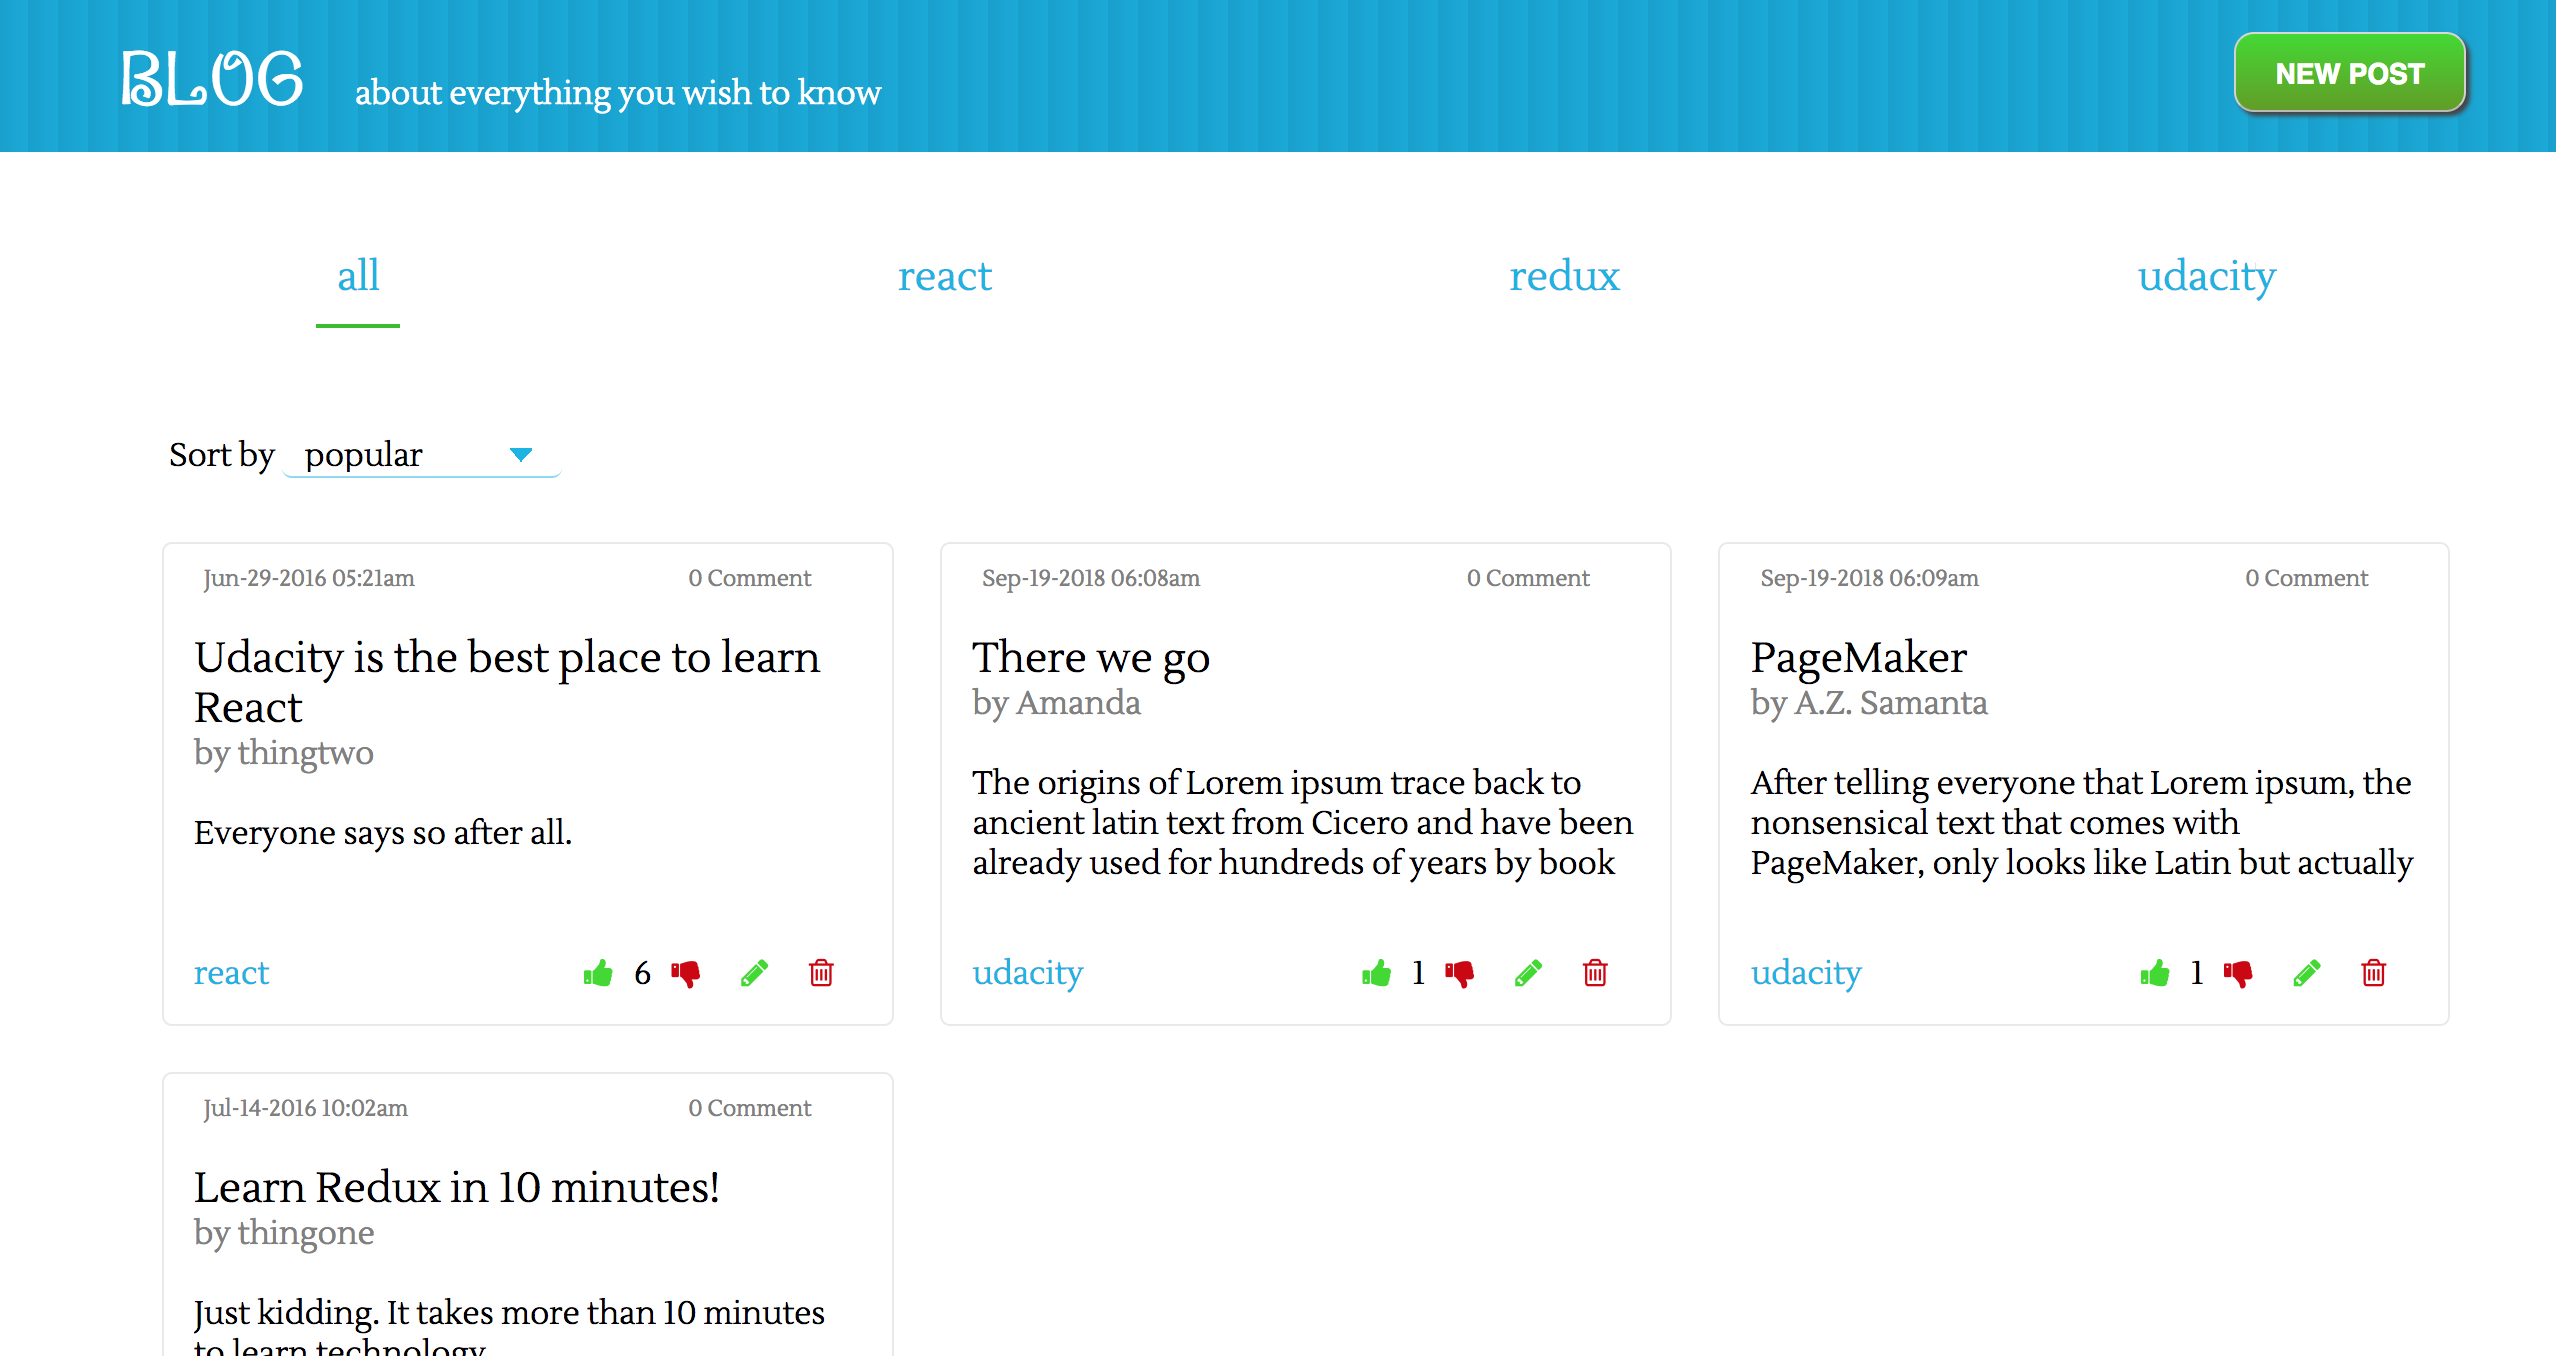 BLOG about everything you wish to know
NEW POST
all react redux udacity
Sort by popular
Jun-29-2016 05:21am 0 Comment
Udacity is the best place to learn
React
by thingtwo
Everyone says so after all.
react 6
Sep-19-2018 06:08am 0 Comment
There we go
by Amanda
The origins of Lorem ipsum trace back to
ancient latin text from Cicero and have been
already used for hundreds of years by book
udacity 1
Sep-19-2018 06:09am 0 Comment
PageMaker
by A.Z. Samanta
After telling everyone that Lorem ipsum, the
nonsensical text that comes with
PageMaker, only looks like Latin but actually
udacity 1
Jul-14-2016 10:02am 0 Comment
Learn Redux in 10 minutes!
by thingone
Just kidding. It takes more than 10 minutes
to learn technology.